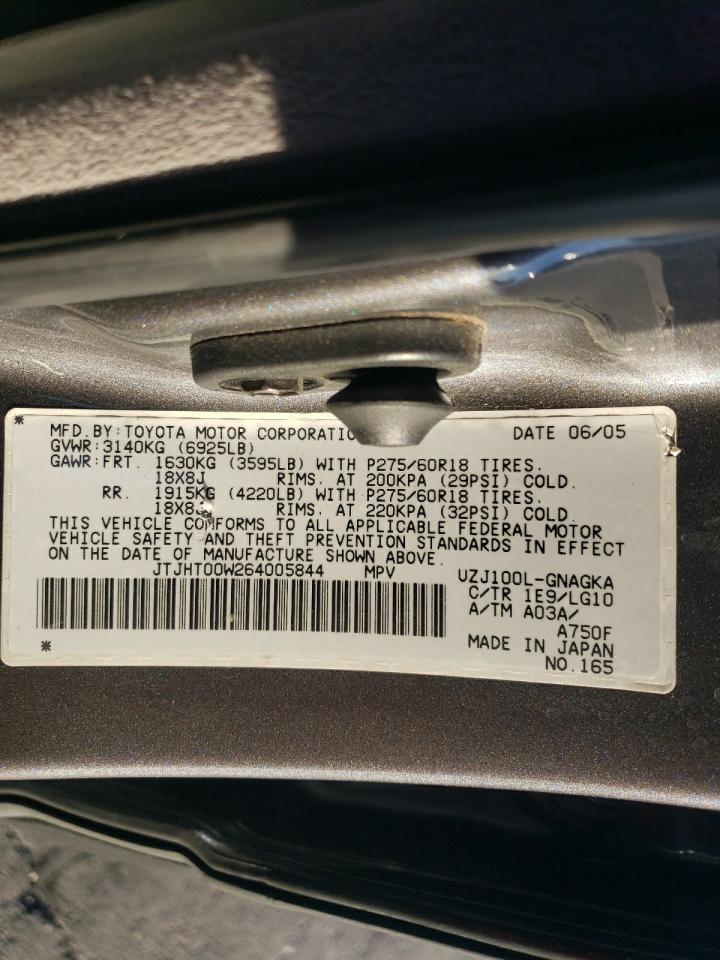 *
MFD. BY: TOYOTA MOTOR CORPORATIO DATE 06/05
GVWR: 3140KG (6925LB)
GAWR: FRT. 1630KG (3595LB) WITH P275/60R18 TIRES.
18X8J RIMS. AT 200KPA (29PSI) COLD.
RR. 1915KG (4220LB) WITH P275/60R18 TIRES.
18X8J RIMS. AT 220KPA (32PSI) COLD.
THIS VEHICLE CONFORMS TO ALL APPLICABLE FEDERAL MOTOR
VEHICLE SAFETY AND THEFT PREVENTION STANDARDS IN EFFECT
ON THE DATE OF MANUFACTURE SHOWN ABOVE.
JTJHT00W264005844 MPV UZJ100L-GNAGKA
C/TR 1E9/LG10
A/TM A03A/
A750F
MADE IN JAPAN
* NO.165